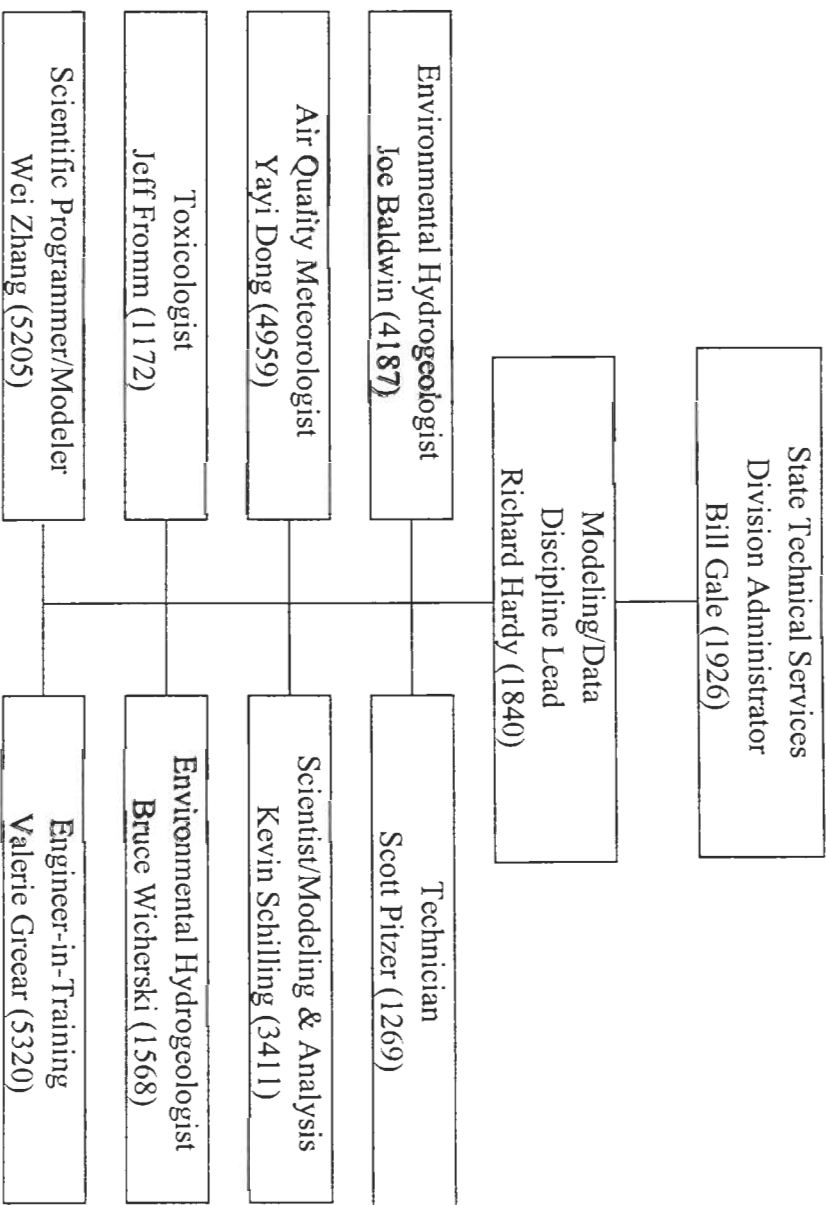 State Technical Services
Division Administrator
Bill Gale (1926)
Modeling/Data
Discipline Lead
Richard Hardy (1840)
Environmental Hydrogeologist
Joe Baldwin (4187)
Technician
Scott Pitzer (1269)
Air Quality Meteorologist
Yayi Dong (4959)
Scientist/Modeling & Analysis
Kevin Schilling (3411)
Toxicologist
Jeff Fromm (1172)
Environmental Hydrogeologist
Bruce Wicherski (1568)
Scientific Programmer/Modeler
Wei Zhang (5205)
Engineer-in-Training
Valerie Greear (5320)